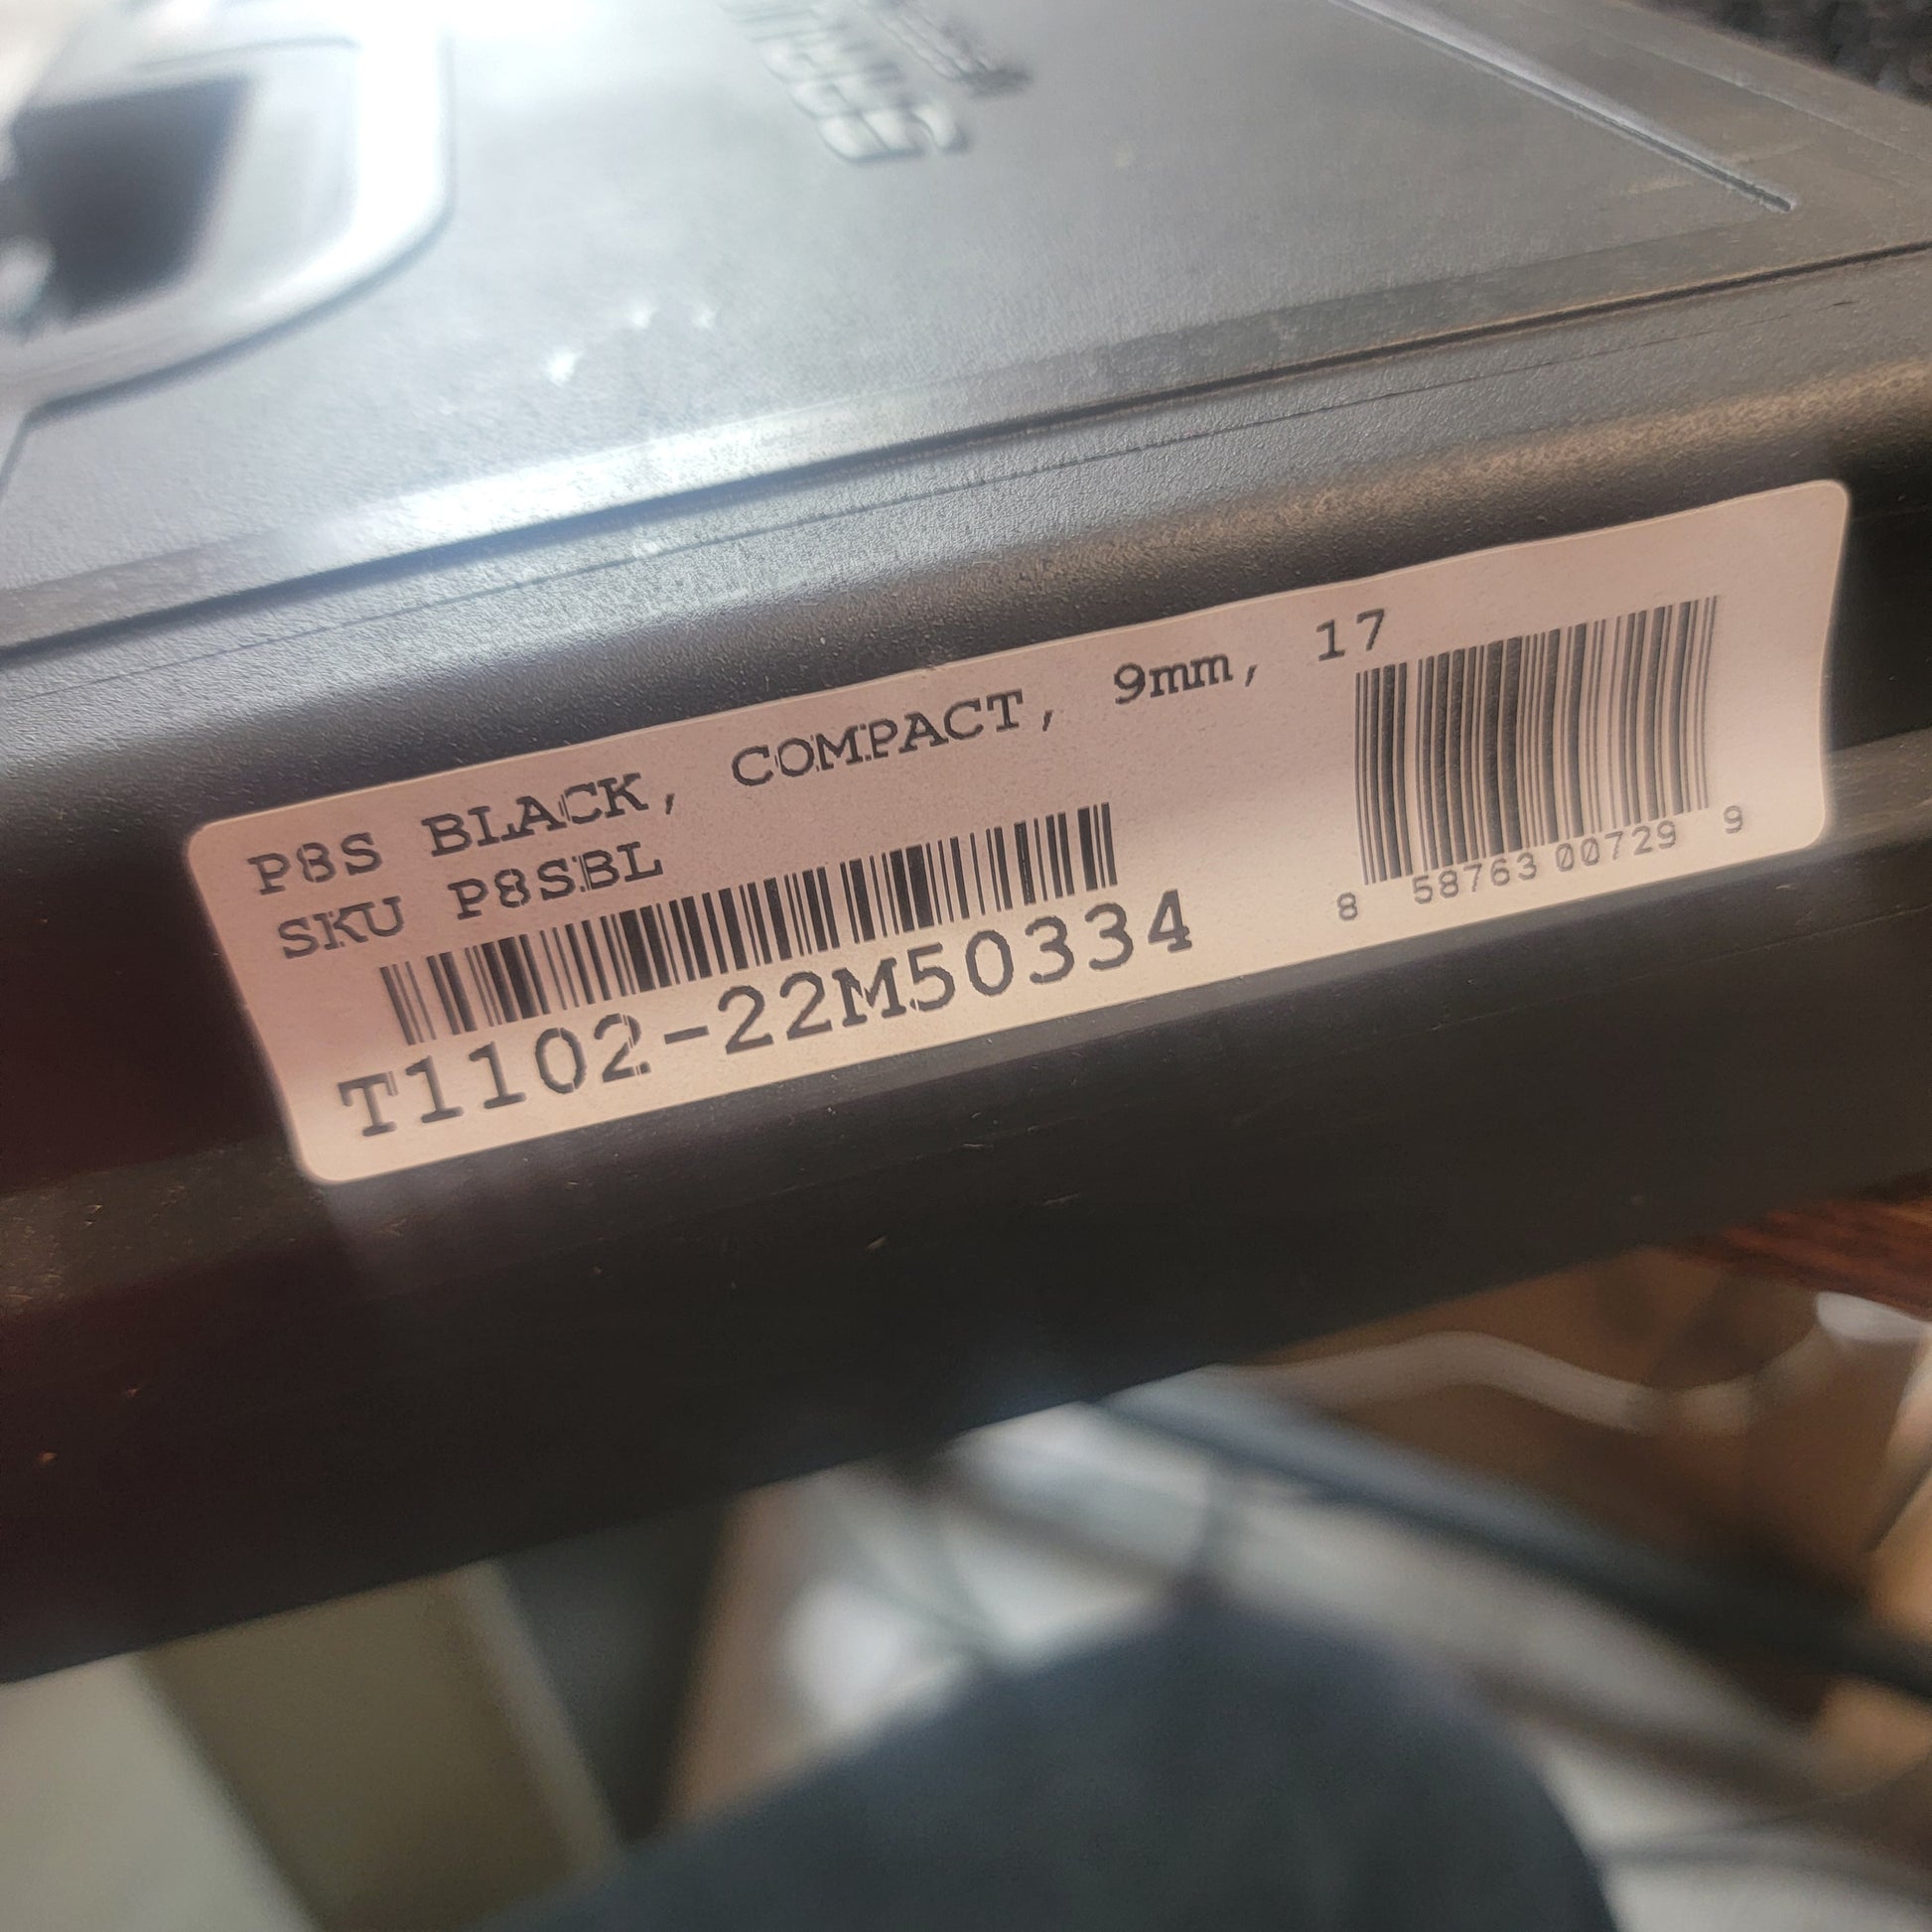 P8S BLACK, COMPACT, 9mm, 17
SKU P8SBL
T1102-22M50334
8 58763 00729 9